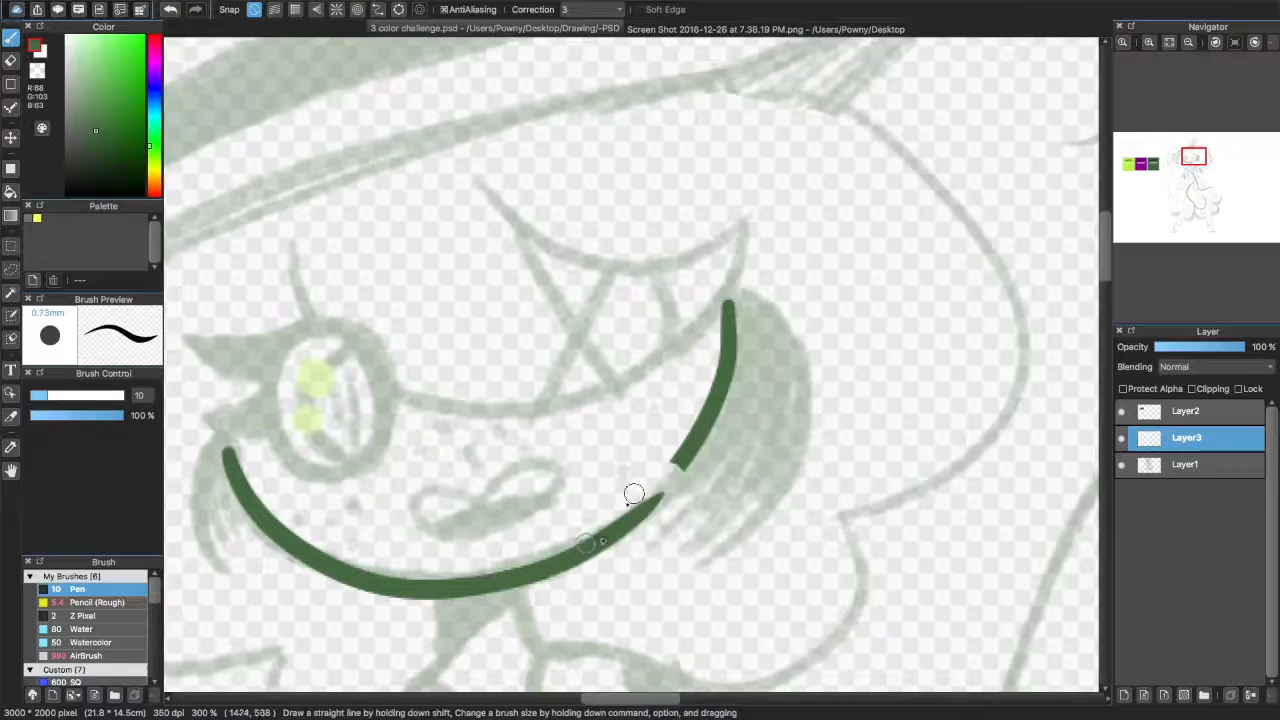 Snap
AntiAliasing Correction 3 Soft Edge
3 color challenge.psd - /Users/Powny/Desktop/Drawing/-PSD
Screen Shot 2016-12-26 at 7.38.19 PM.png - /Users/Powny/Desktop
Color
R:68
G:103
B:63
Palette
---
Brush Preview
0.73mm
Brush Control
10
100 %
Brush
My Brushes [6]
10 Pen
5.4 Pencil (Rough)
2 Z Pixel
80 Water
50 Watercolor
992 AirBrush
Custom [7]
600 SQ
Navigator
Layer
Opacity 100 %
Blending Normal
Protect Alpha Clipping Lock
Layer2
Layer3
Layer1
3000 * 2000 pixel (21.8 * 14.5cm) 350 dpi 300 % (1424, 538) Draw a straight line by holding down shift, Change a brush size by holding down command, option, and dragging